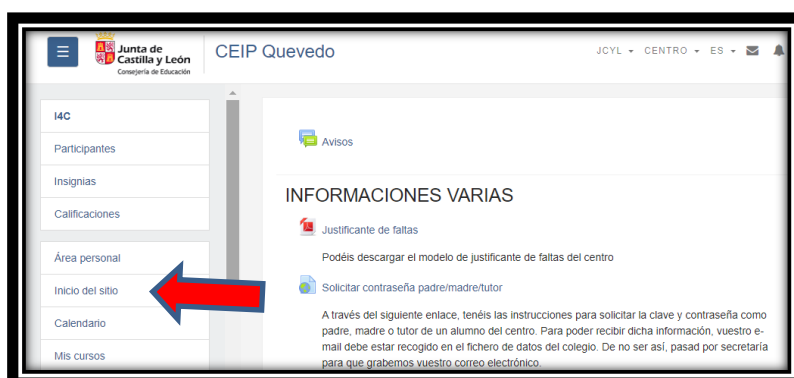 Junta de
Castilla y León
Consejería de Educación
CEIP Quevedo
JCYL CENTRO ES
I4C
Participantes
Insignias
Calificaciones
Área personal
Inicio del sitio
Calendario
Mis cursos
Avisos
INFORMACIONES VARIAS
Justificante de faltas
Podéis descargar el modelo de justificante de faltas del centro
Solicitar contraseña padre/madre/tutor
A través del siguiente enlace, tenéis las instrucciones para solicitar la clave y contraseña como
padre, madre o tutor de un alumno del centro. Para poder recibir dicha información, vuestro e-
mail debe estar recogido en el fichero de datos del colegio. De no ser así, pasad por secretaría
para que grabemos vuestro correo electrónico.